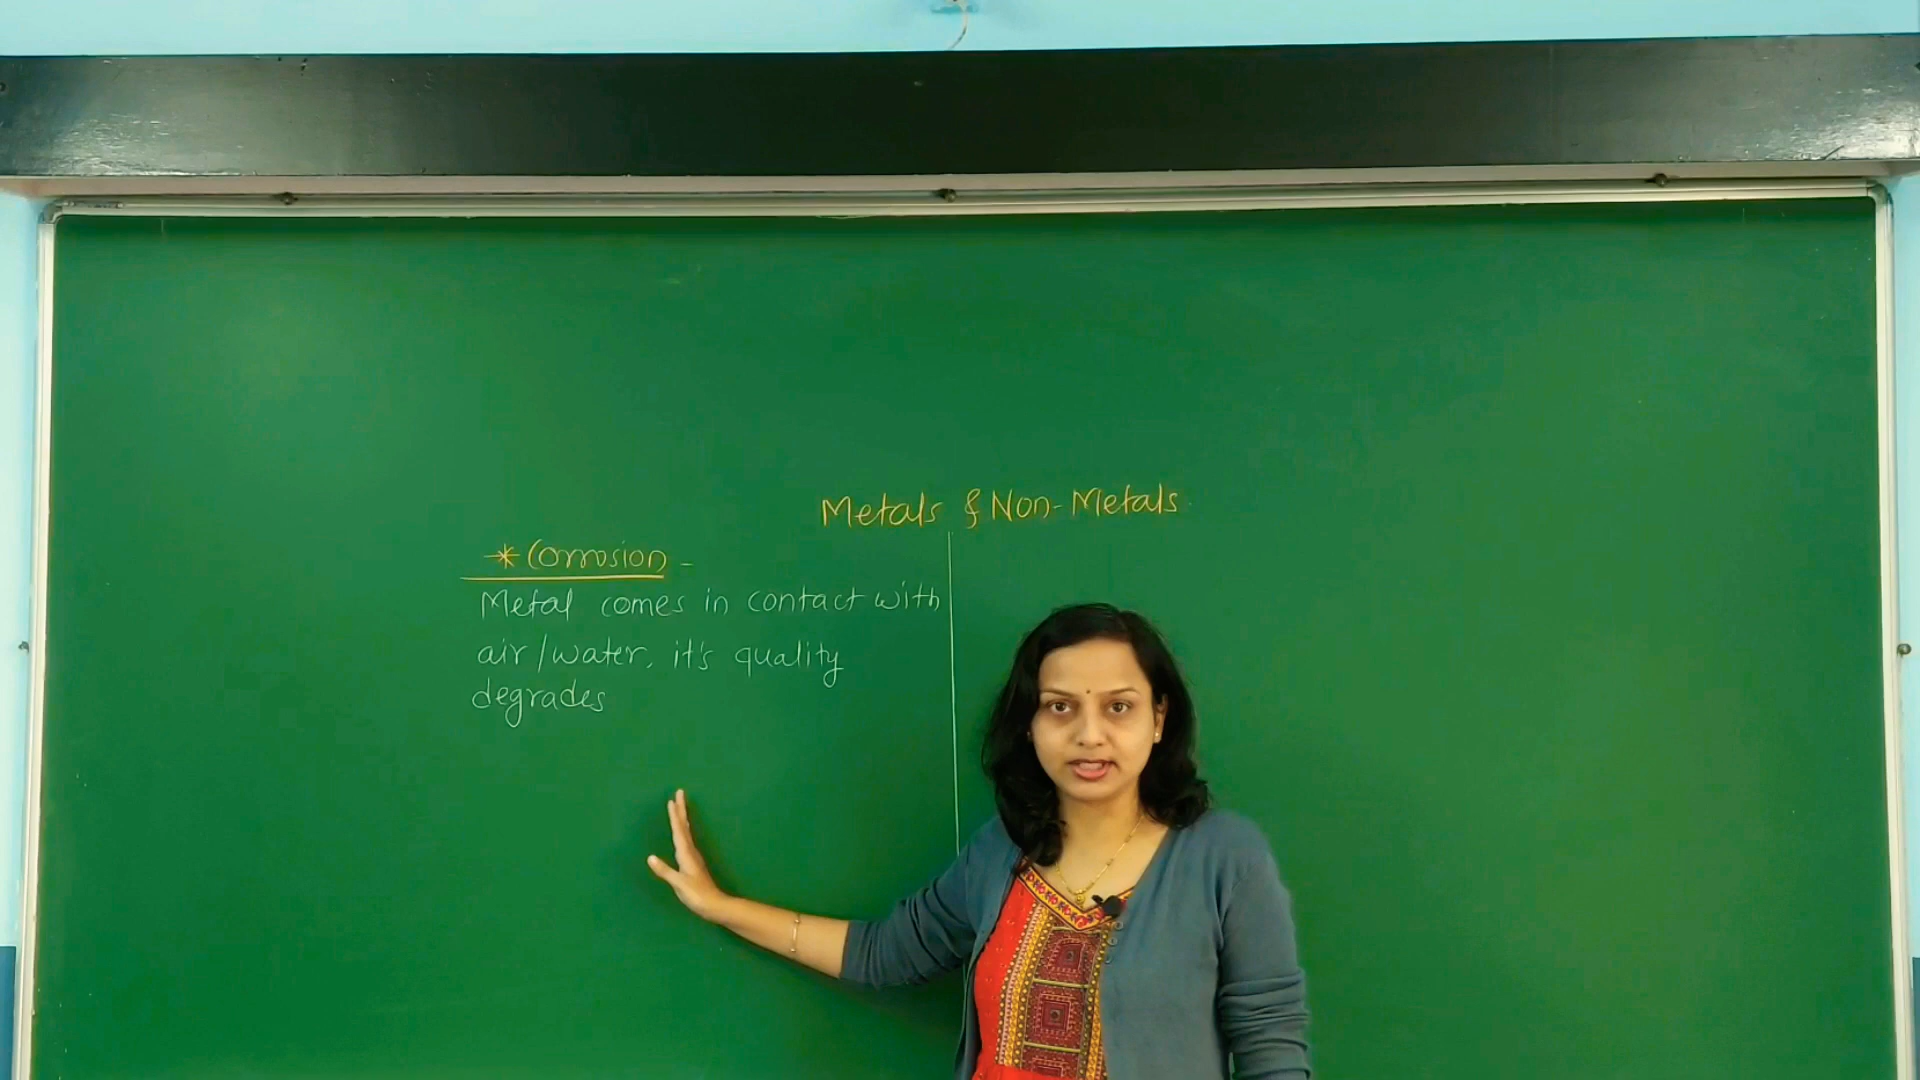 Metals & Non-Metals
* Corrosion -
Metal comes in contact with
air/water, it's quality
degrades